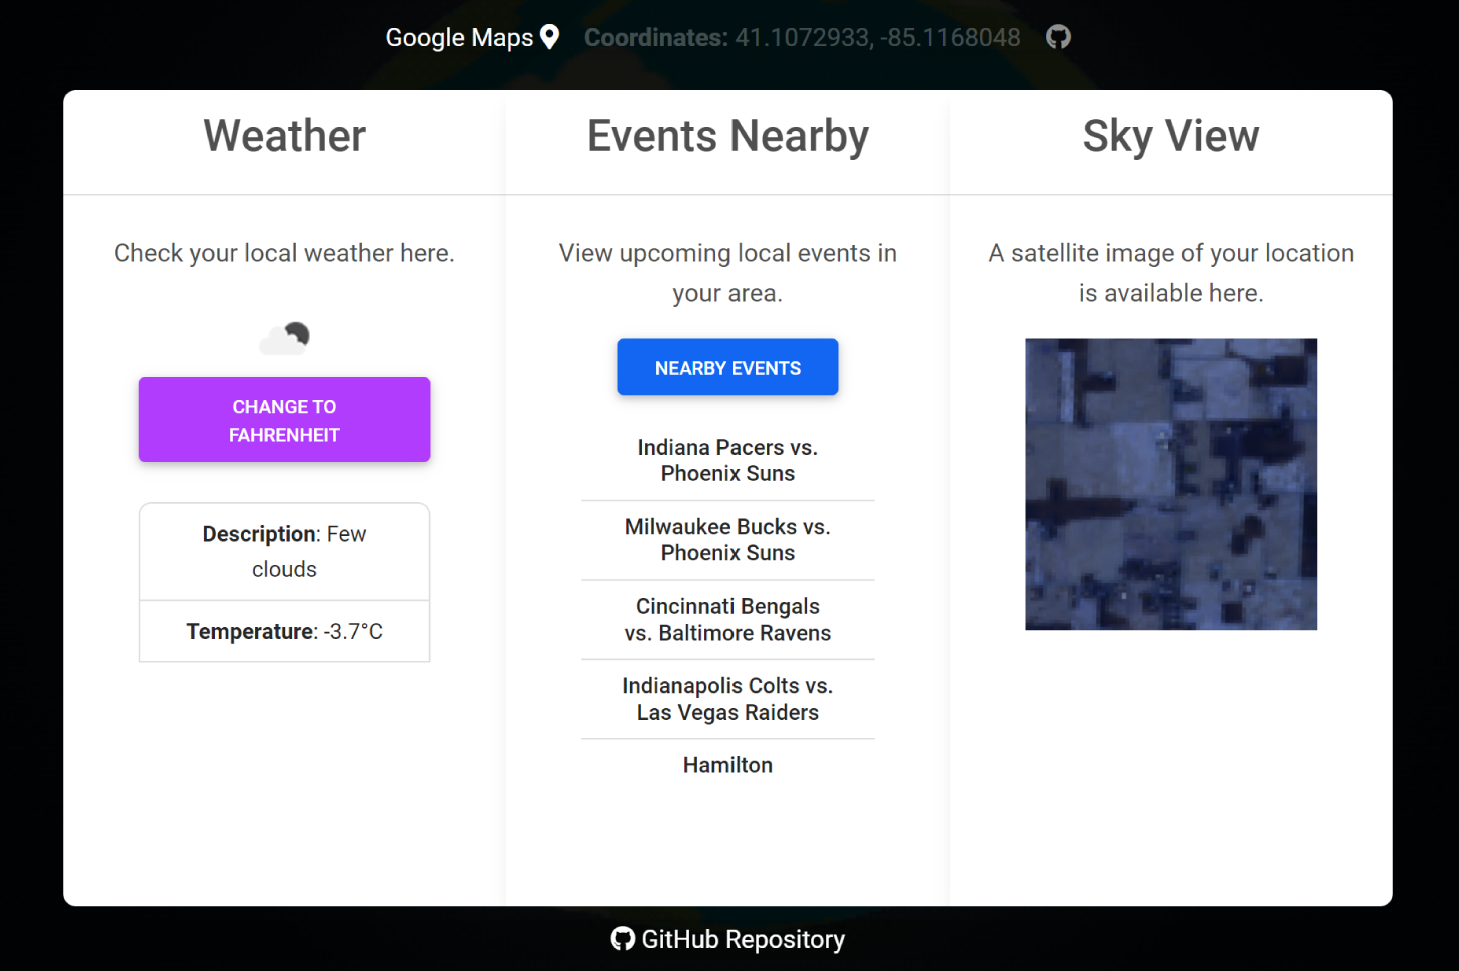 Google Maps Coordinates: 41.1072933, -85.1168048
Weather
Events Nearby
Sky View
Check your local weather here.
CHANGE TO
FAHRENHEIT
Description: Few
clouds
Temperature: -3.7°C
View upcoming local events in
your area.
NEARBY EVENTS
Indiana Pacers vs.
Phoenix Suns
Milwaukee Bucks vs.
Phoenix Suns
Cincinnati Bengals
vs. Baltimore Ravens
Indianapolis Colts vs.
Las Vegas Raiders
Hamilton
A satellite image of your location
is available here.
GitHub Repository